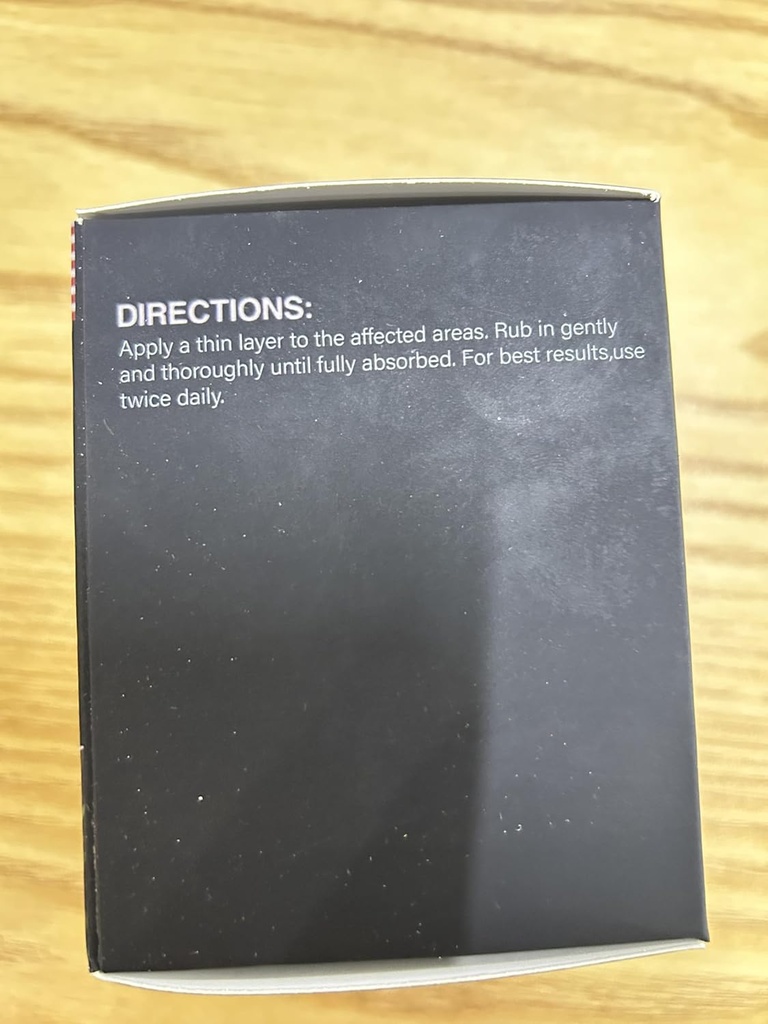 DIRECTIONS:
Apply a thin layer to the affected areas. Rub in gently
and thoroughly until fully absorbed. For best results,use
twice daily.